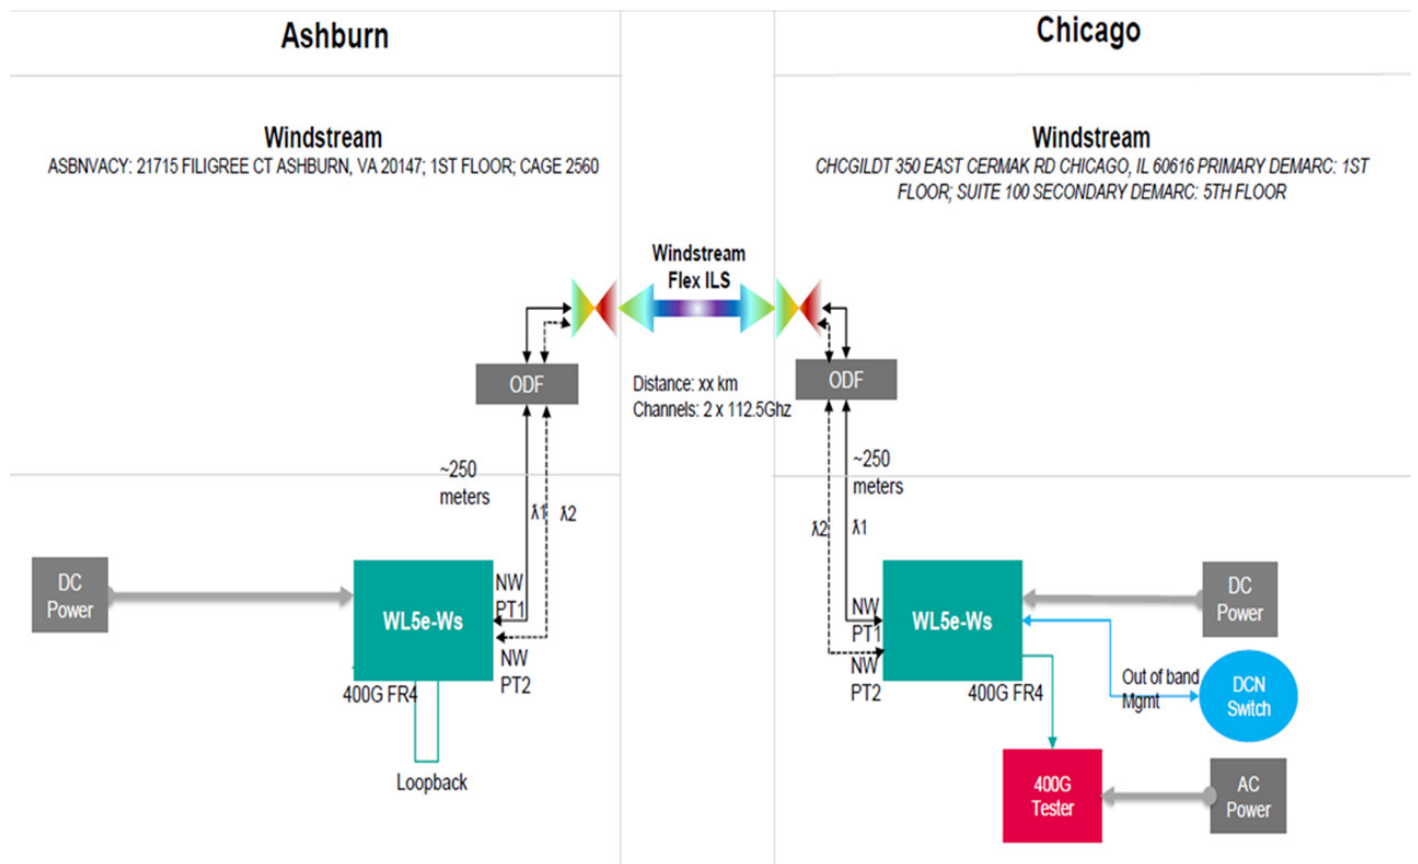 Ashburn
Chicago
Windstream
ASBNVACY: 21715 FILIGREE CT ASHBURN, VA 20147; 1ST FLOOR; CAGE 2560
Windstream
CHCGILDT 350 EAST CERMAK RD CHICAGO, IL 60616 PRIMARY DEMARC: 1ST
FLOOR; SUITE 100 SECONDARY DEMARC: 5TH FLOOR
Windstream
Flex ILS
ODF
Distance: xx km
Channels: 2 x 112.5Ghz
ODF
~250
meters
λ1
λ2
~250
meters
λ2
λ1
DC
Power
WL5e-Ws
NW
PT1
NW
PT2
400G FR4
Loopback
NW
PT1
NW
PT2
WL5e-Ws
400G FR4
DC
Power
Out of band
Mgmt
DCN
Switch
400G
Tester
AC
Power